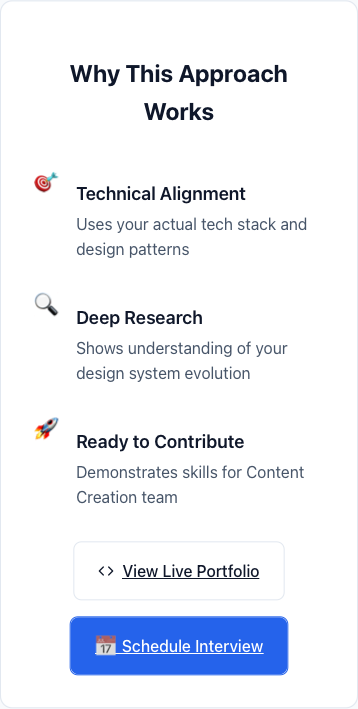 Why This Approach
Works
Technical Alignment
Uses your actual tech stack and
design patterns
Deep Research
Shows understanding of your
design system evolution
Ready to Contribute
Demonstrates skills for Content
Creation team
<> View Live Portfolio
📅 Schedule Interview